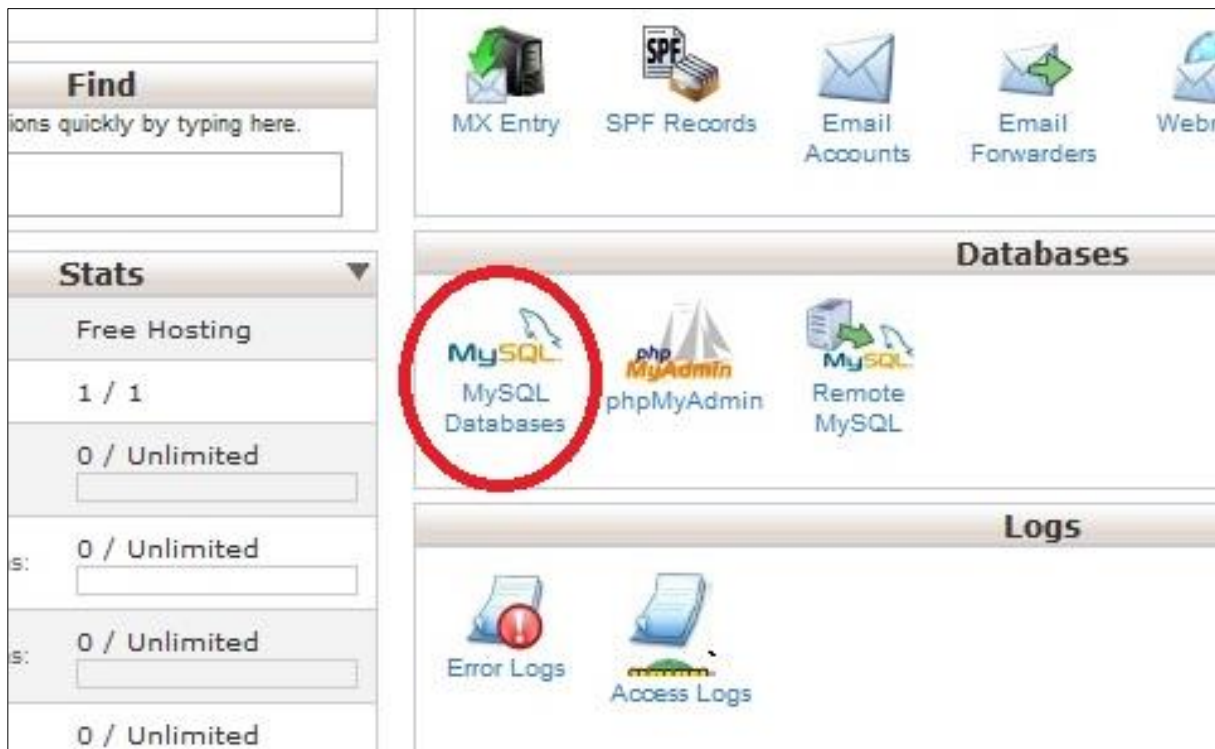 Find
ions quickly by typing here.
Stats
Free Hosting
1 / 1
0 / Unlimited
s: 0 / Unlimited
s: 0 / Unlimited
0 / Unlimited
SPF
MX Entry
SPF Records
Email
Accounts
Email
Forwarders
Webm
Databases
MySQL
MySQL
Databases
php
MyAdmin
phpMyAdmin
MySQL
Remote
MySQL
Logs
Error Logs
Access Logs